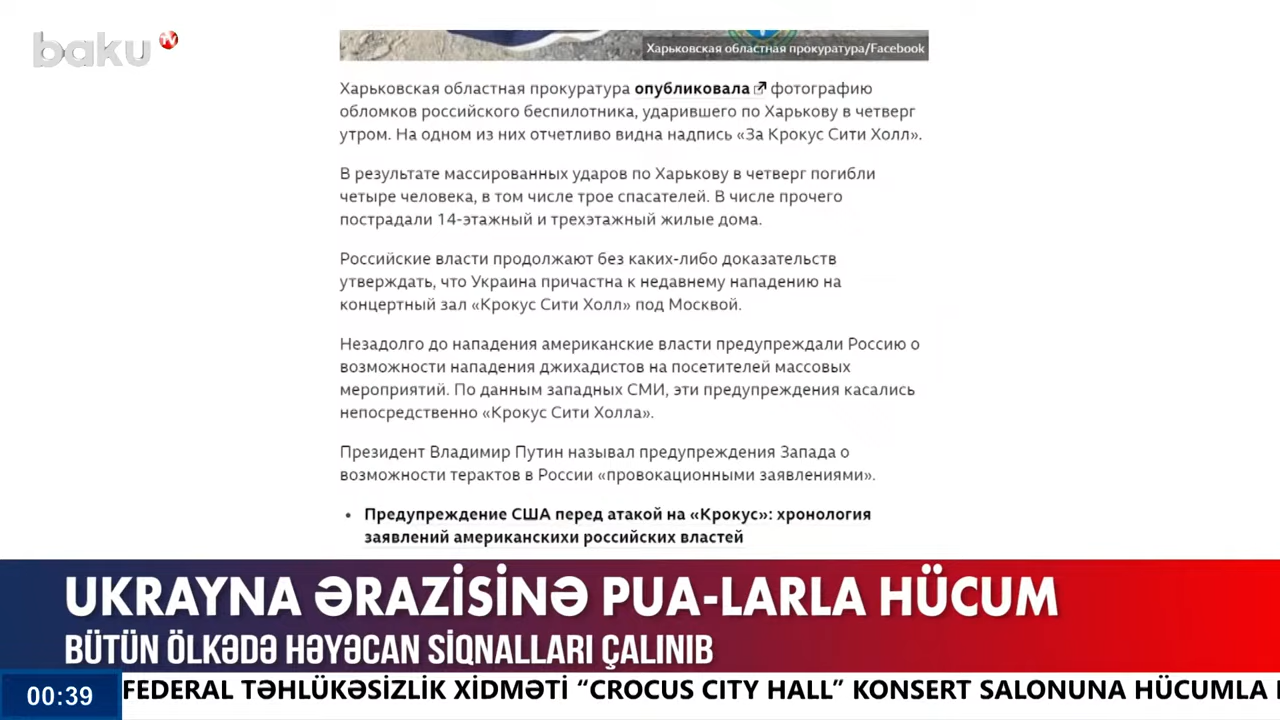 baku TV
Харьковская областная прокуратура/Facebook
Харьковская областная прокуратура опубликовала фотографию
обломков российского беспилотника, ударившего по Харькову в четверг
утром. На одном из них отчетливо видна надпись «За Крокус Сити Холл».
В результате массированных ударов по Харькову в четверг погибли
четыре человека, в том числе трое спасателей. В числе прочего
пострадали 14-этажный и трехэтажный жилые дома.
Российские власти продолжают без каких-либо доказательств
утверждать, что Украина причастна к недавнему нападению на
концертный зал «Крокус Сити Холл» под Москвой.
Незадолго до нападения американские власти предупреждали Россию о
возможности нападения джихадистов на посетителей массовых
мероприятий. По данным западных СМИ, эти предупреждения касались
непосредственно «Крокус Сити Холла».
Президент Владимир Путин называл предупреждения Запада о
возможности терактов в России «провокационными заявлениями».
• Предупреждение США перед атакой на «Крокус»: хронология
заявлений американскихи российских властей
UKRAYNA ƏRAZİSİNƏ PUA-LARLA HÜCUM
BÜTÜN ÖLKƏDƏ HƏYƏCAN SİQNALLARI ÇALINIB
00:39 FEDERAL TƏHLÜKƏSİZLİK XİDMƏTİ “CROCUS CITY HALL” KONSERT SALONUNA HÜCUMLA